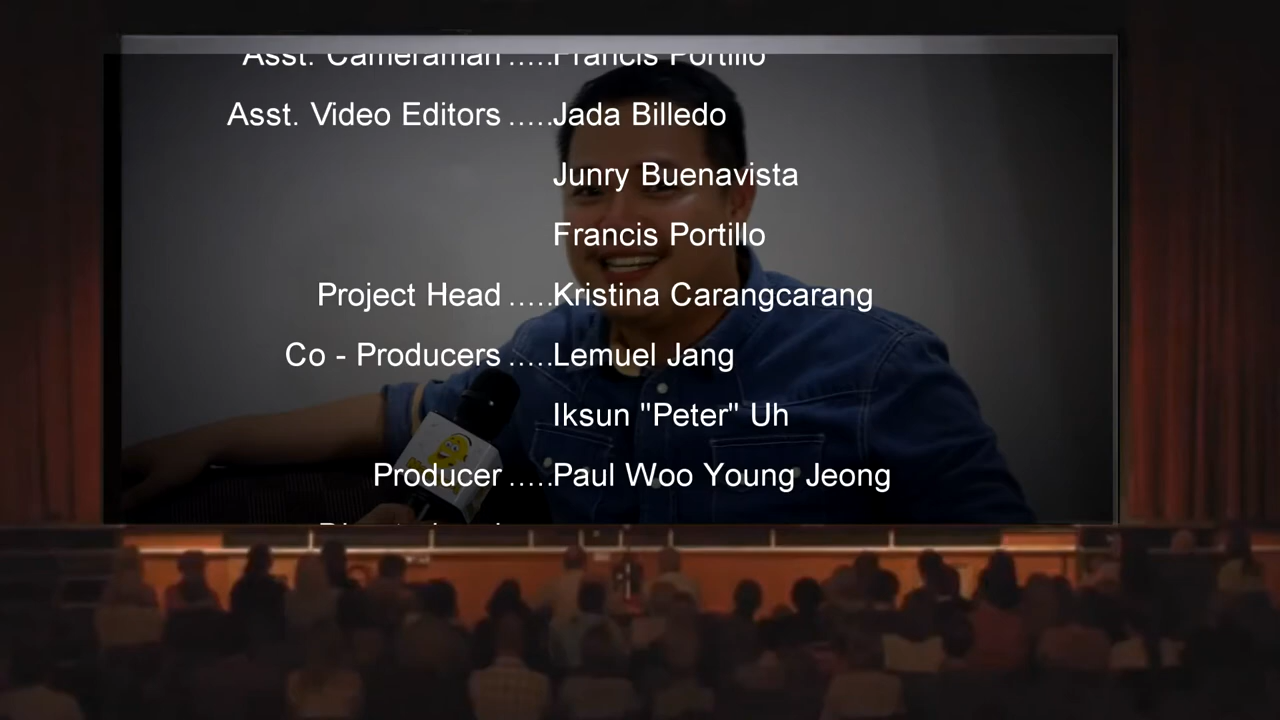 Asst. Cameraman .....Francis Portillo
Asst. Video Editors .....Jada Billedo
Junry Buenavista
Francis Portillo
Project Head .....Kristina Carangcarang
Co - Producers .....Lemuel Jang
Iksun "Peter" Uh
Producer .....Paul Woo Young Jeong